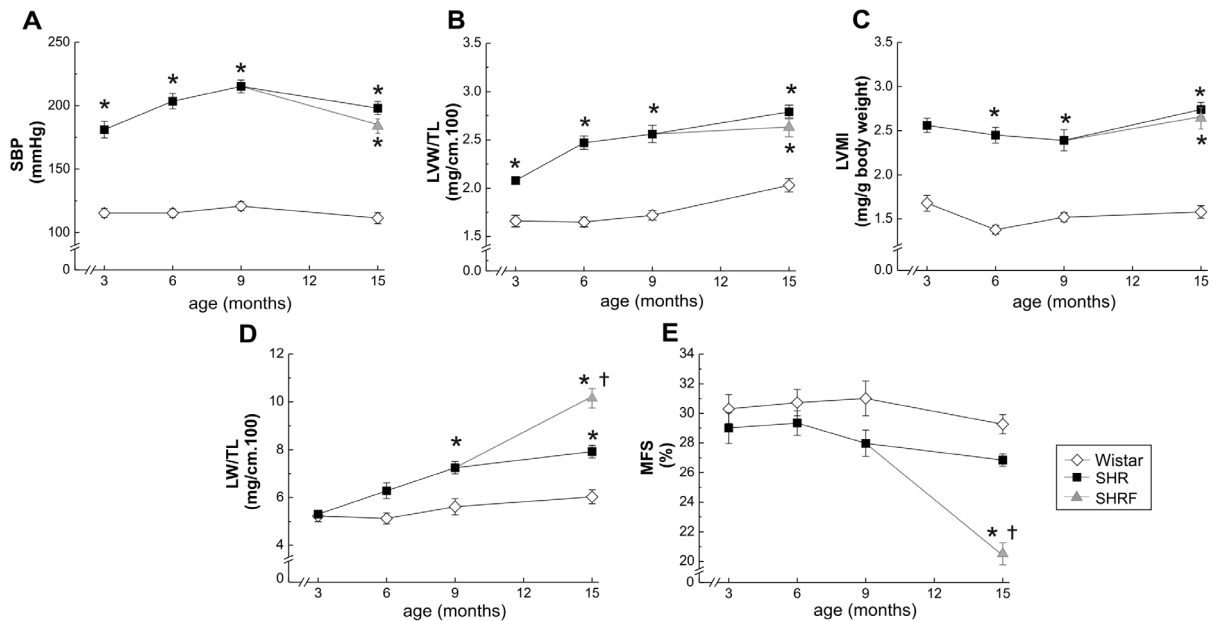 A
SBP
(mmHg)
250
200
150
100
0
* * * * *
3 6 9 12 15
age (months)
B
LVW/TL
(mg/cm.100)
3.5
3.0
2.5
2.0
1.5
0.0
* * * * *
3 6 9 12 15
age (months)
C
LVMI
(mg/g body weight)
3.5
3.0
2.5
2.0
1.5
0.0
* * * *
3 6 9 12 15
age (months)
D
LW/TL
(mg/cm.100)
12
10
8
6
4
0
* †
* *
3 6 9 12 15
age (months)
E
MFS
(%)
34
32
30
28
26
24
22
20
0
* †
3 6 9 12 15
age (months)
Wistar
SHR
SHRF